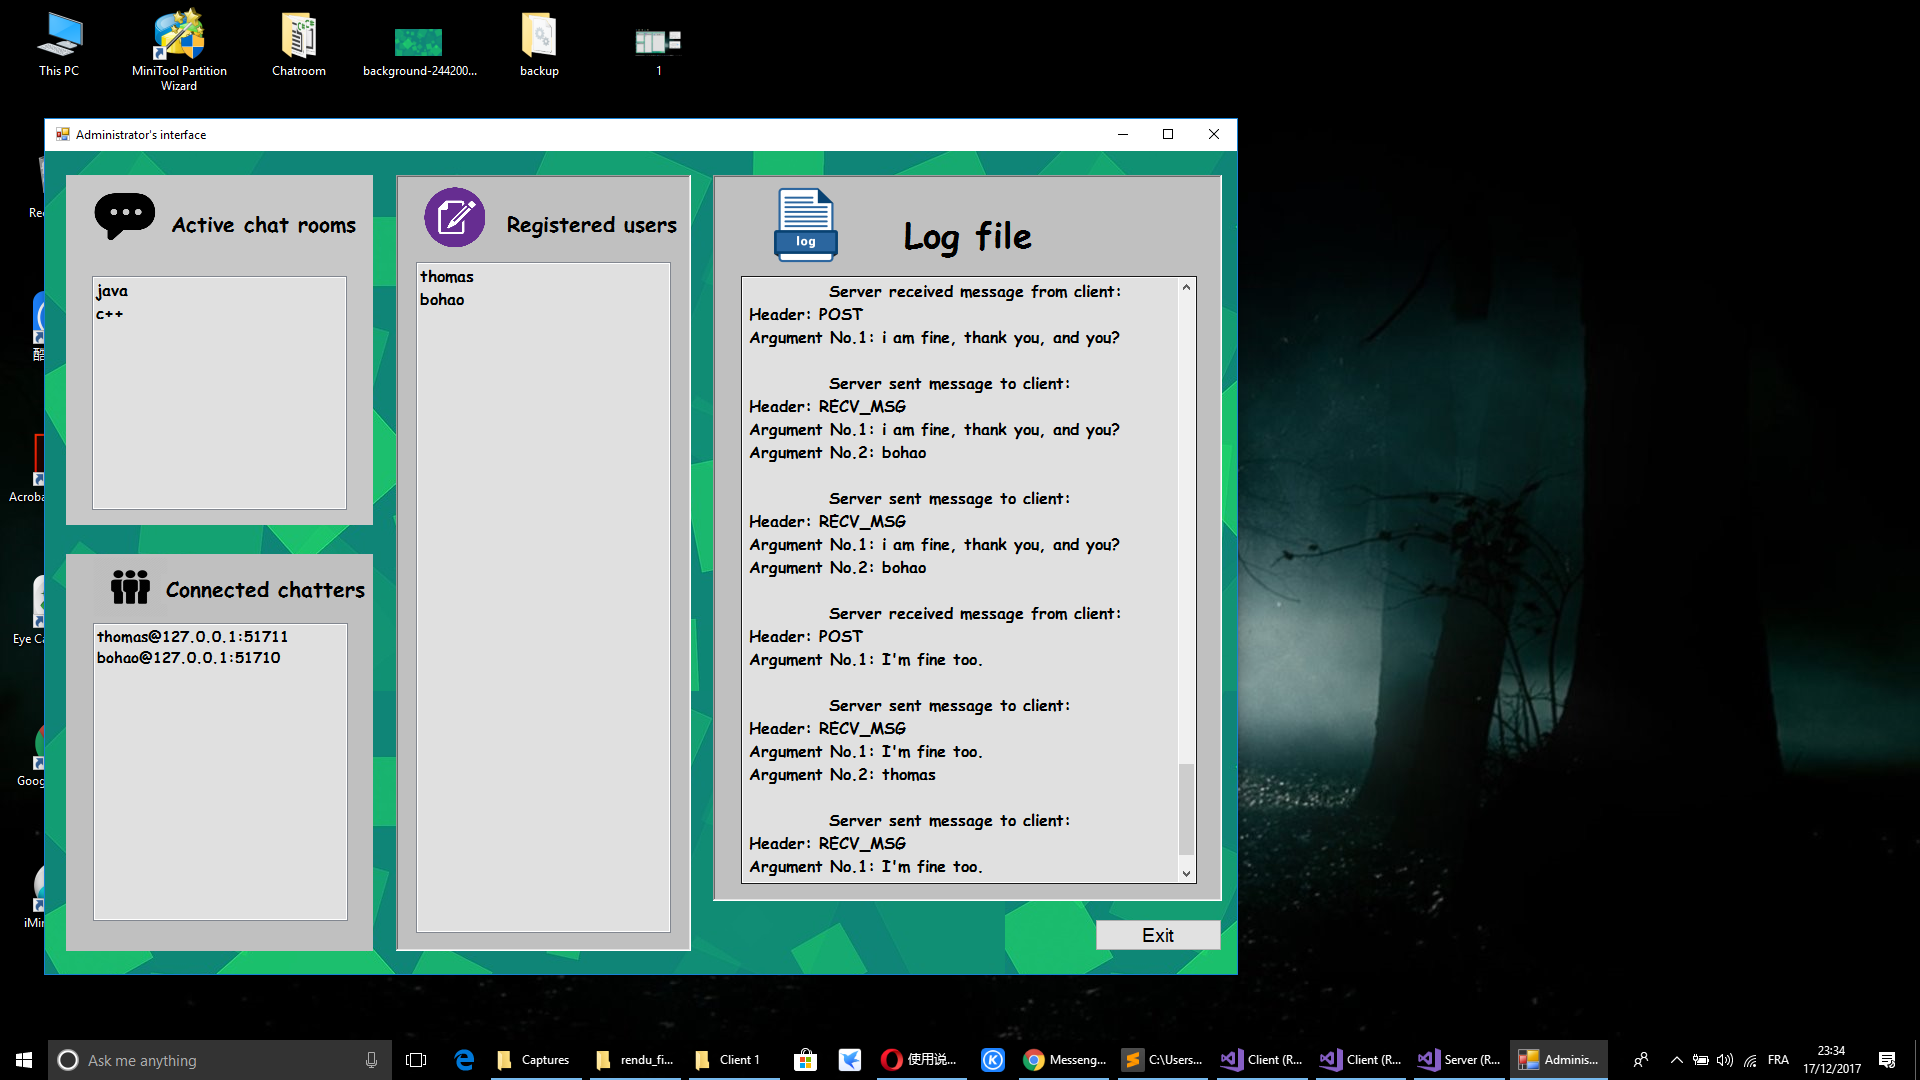 This PC
MiniTool Partition
Wizard
Chatroom
background-244200...
backup
1
Administrator's interface
Active chat rooms
java
c++
Connected chatters
thomas@127.0.0.1:51711
bohao@127.0.0.1:51710
Registered users
thomas
bohao
log
Log file
Server received message from client:
Header: POST
Argument No.1: i am fine, thank you, and you?
Server sent message to client:
Header: RECV_MSG
Argument No.1: i am fine, thank you, and you?
Argument No.2: bohao
Server sent message to client:
Header: RECV_MSG
Argument No.1: i am fine, thank you, and you?
Argument No.2: bohao
Server received message from client:
Header: POST
Argument No.1: I'm fine too.
Server sent message to client:
Header: RECV_MSG
Argument No.1: I'm fine too.
Argument No.2: thomas
Server sent message to client:
Header: RECV_MSG
Argument No.1: I'm fine too.
Exit
Rec
酷
Acroba
Eye Ca
Goog
iMin
Ask me anything
Captures
rendu_fi...
Client 1
使用说...
K
Messeng...
C:\Users...
Client (R...
Client (R...
Server (R...
Adminis...
FRA
23:34
17/12/2017